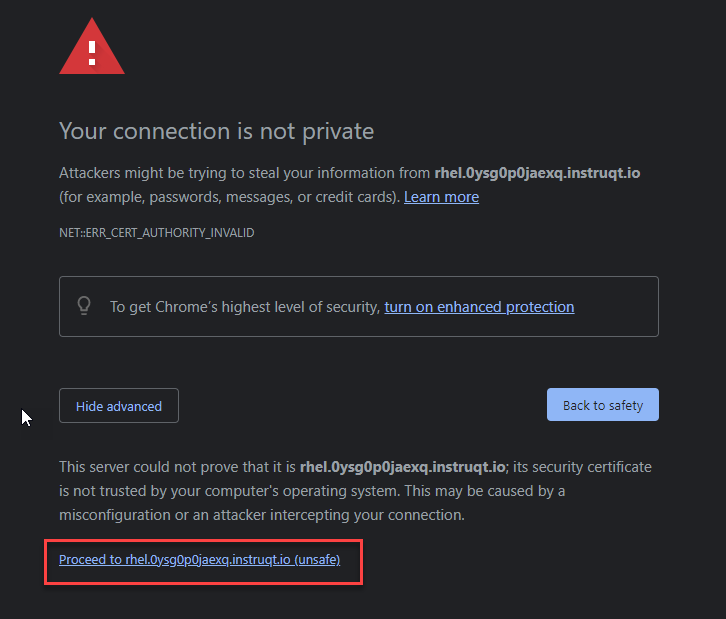 Your connection is not private
Attackers might be trying to steal your information from rhel.0ysg0p0jaexq.instruqt.io
(for example, passwords, messages, or credit cards). Learn more
NET::ERR_CERT_AUTHORITY_INVALID
To get Chrome's highest level of security, turn on enhanced protection
Hide advanced
Back to safety
This server could not prove that it is rhel.0ysg0p0jaexq.instruqt.io; its security certificate
is not trusted by your computer's operating system. This may be caused by a
misconfiguration or an attacker intercepting your connection.
Proceed to rhel.0ysg0p0jaexq.instruqt.io (unsafe)